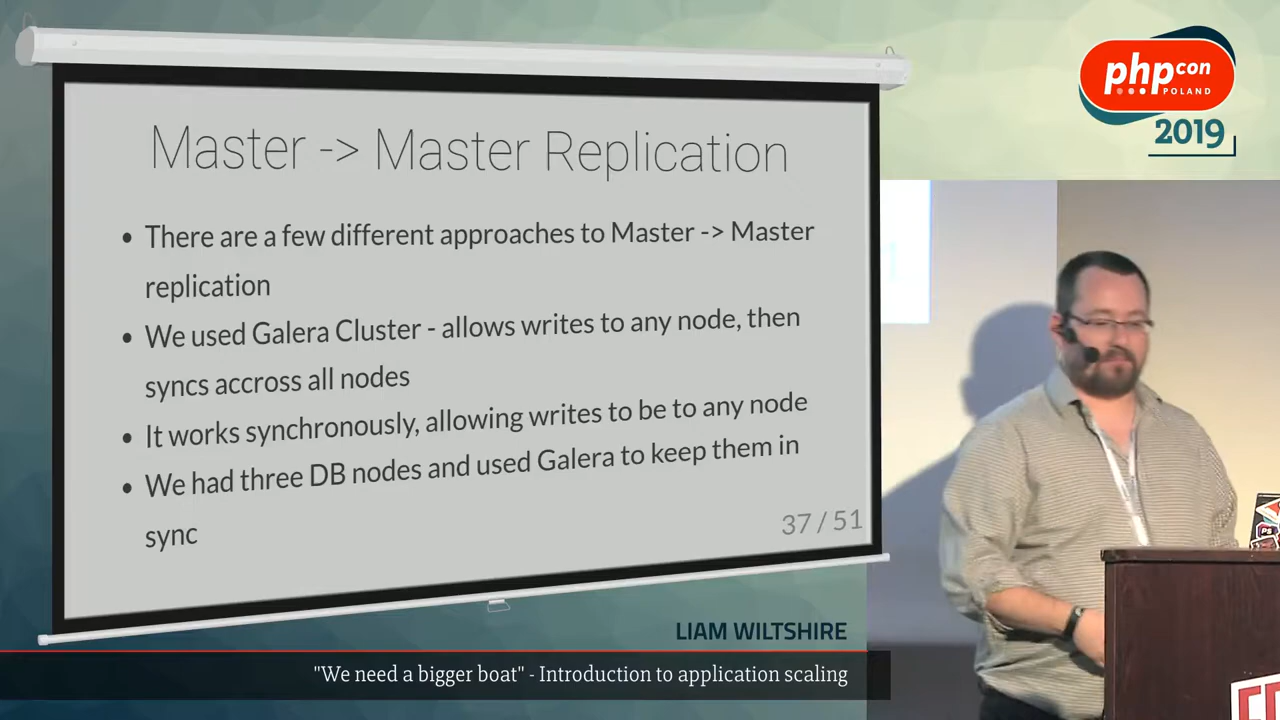 Master -> Master Replication
• There are a few different approaches to Master -> Master
replication
• We used Galera Cluster - allows writes to any node, then
syncs accross all nodes
• It works synchronously, allowing writes to be to any node
• We had three DB nodes and used Galera to keep them in
sync
37 / 51
phpcon
POLAND
2019
LIAM WILTSHIRE
"We need a bigger boat" - Introduction to application scaling